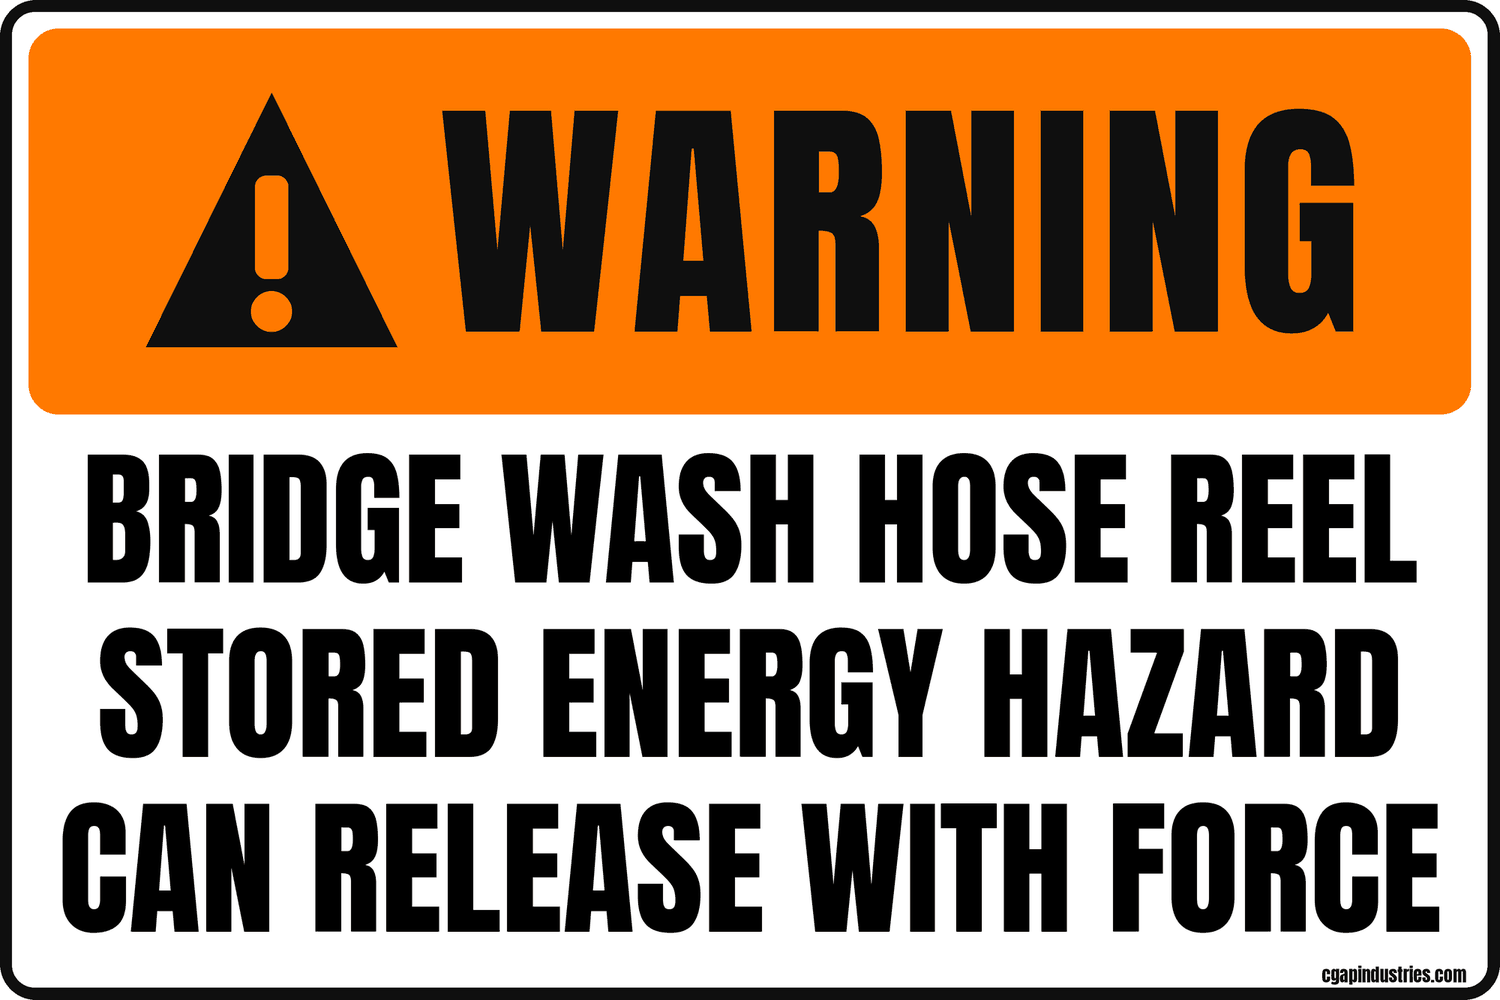 WARNING
BRIDGE WASH HOSE REEL
STORED ENERGY HAZARD
CAN RELEASE WITH FORCE
cgapindustries.com